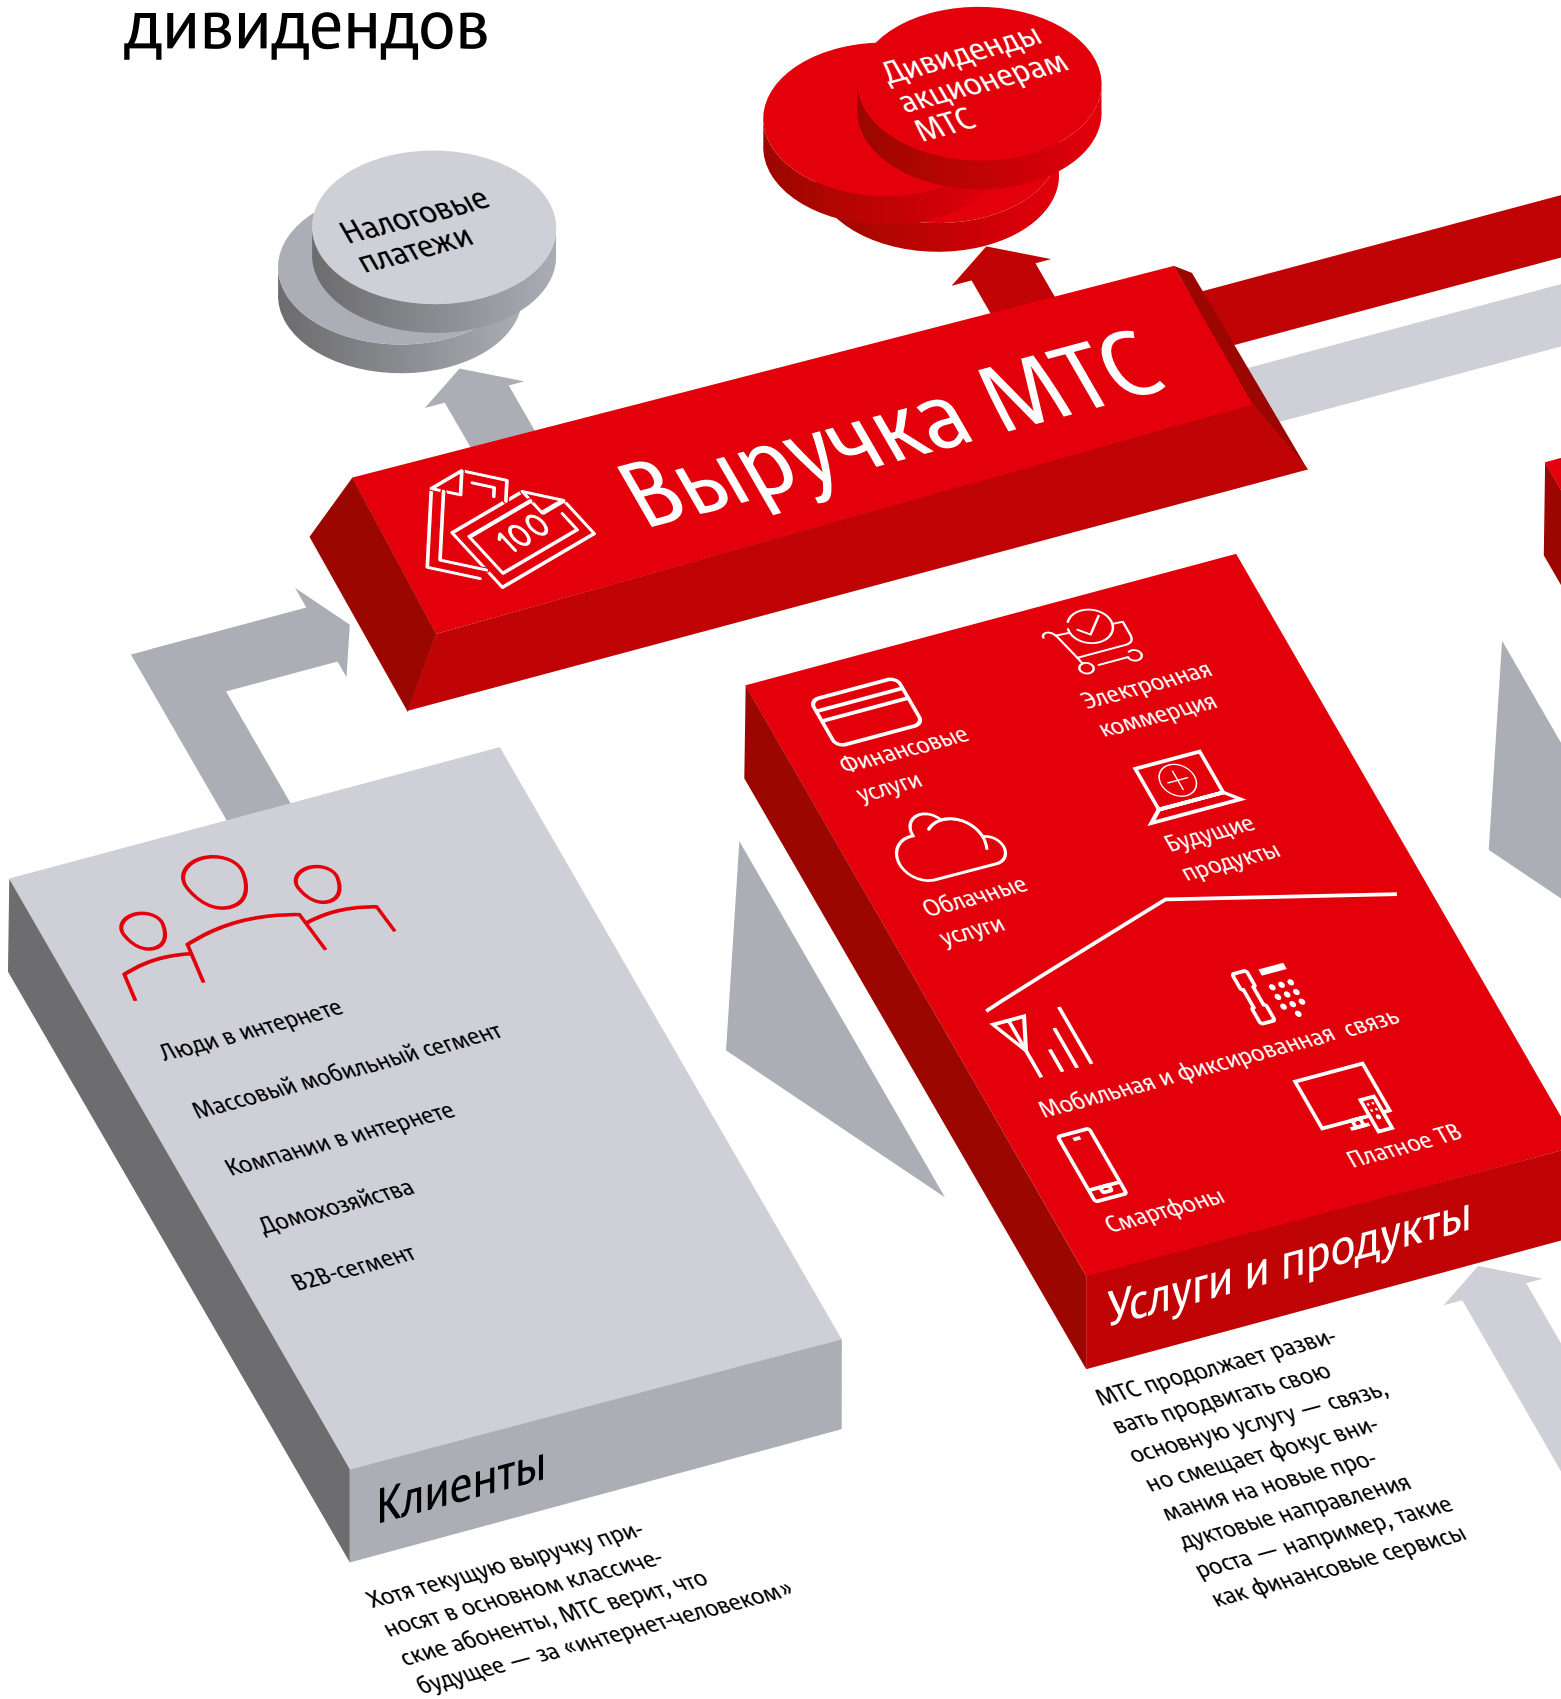 дивидендов
Дивиденды
акционерам
МТС
Налоговые
платежи
Выручка МТС
100
Электронная
коммерция
Финансовые
услуги
Будущие
продукты
Облачные
услуги
Мобильная и фиксированная связь
Платное ТВ
Смартфоны
Услуги и продукты
МТС продолжает разви-
вать продвигать свою
основную услугу — связь,
но смещает фокус вни-
мания на новые про-
дуктовые направления
роста — например, такие
как финансовые сервисы
Люди в интернете
Массовый мобильный сегмент
Компании в интернете
Домохозяйства
B2B-сегмент
Клиенты
Хотя текущую выручку при-
носят в основном классиче-
ские абоненты, МТС верит, что
будущее — за «интернет-человеком»